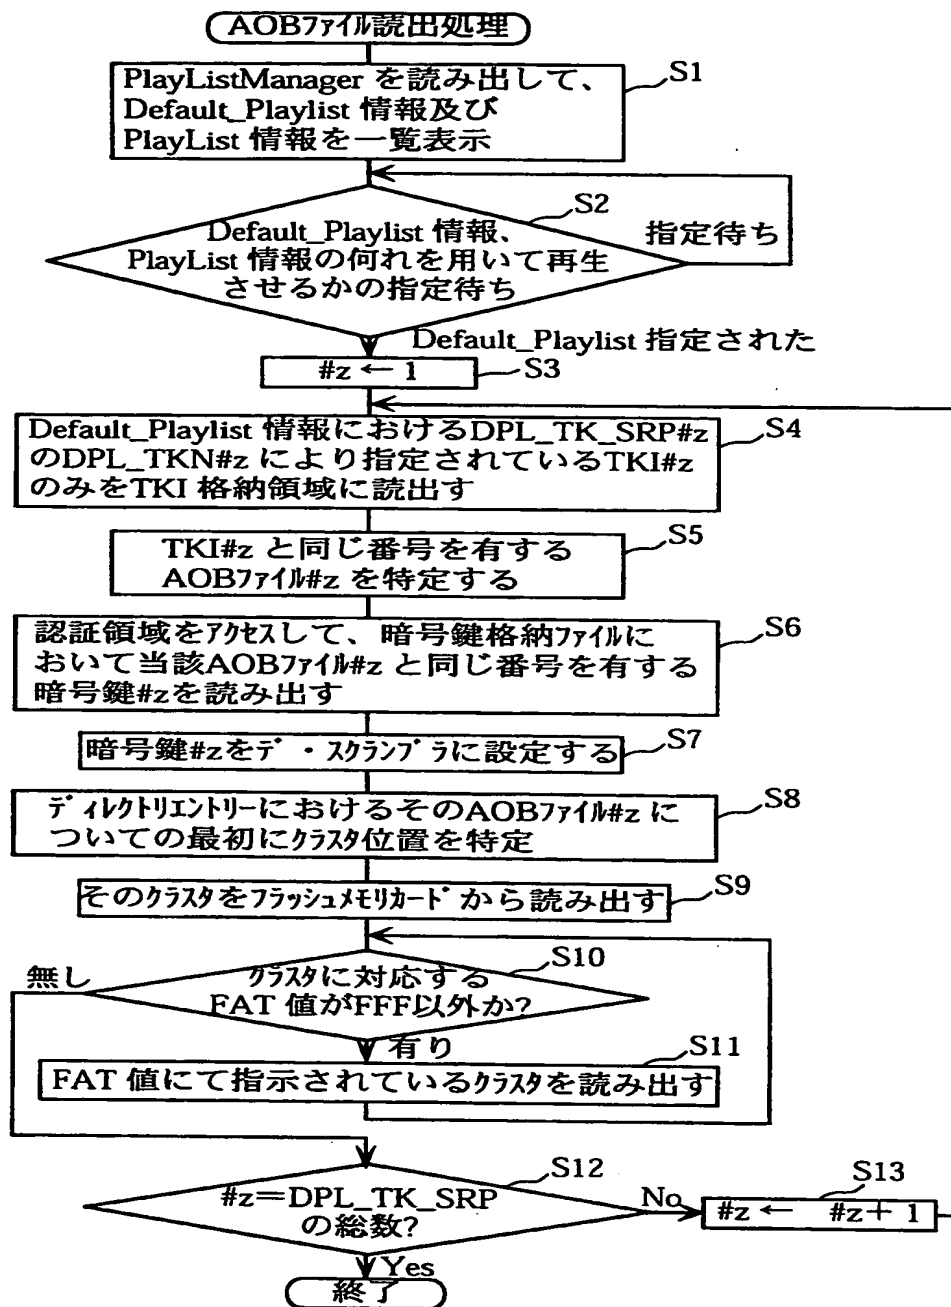 AOBﾌｧｲﾙ読出処理
PlayListManager を読み出して、
Default_Playlist 情報及び
PlayList 情報を一覧表示
S1
S2
Default_Playlist 情報、
PlayList 情報の何れを用いて再生
させるかの指定待ち
指定待ち
Default_Playlist 指定された
#z ← 1
S3
Default_Playlist 情報におけるDPL_TK_SRP#z
のDPL_TKN#z により指定されているTKI#z
のみをTKI 格納領域に読出す
S4
TKI#z と同じ番号を有する
AOBﾌｧｲﾙ#z を特定する
S5
認証領域をｱｸｾｽして、暗号鍵格納ﾌｧｲﾙに
おいて当該AOBﾌｧｲﾙ#z と同じ番号を有する
暗号鍵#zを読み出す
S6
暗号鍵#zをデ・ｽｸﾗﾝﾌﾞﾗに設定する
S7
ﾃﾞｨﾚｸﾄﾘｴﾝﾄﾘｰにおけるそのAOBﾌｧｲﾙ#z に
ついての最初にｸﾗｽﾀ位置を特定
S8
そのｸﾗｽﾀをﾌﾗｯｼｭﾒﾓﾘｶｰﾄﾞから読み出す
S9
S10
ｸﾗｽﾀに対応する
FAT 値がFFF以外か?
無し
有り
S11
FAT 値にて指示されているｸﾗｽﾀを読み出す
S12
#z＝DPL_TK_SRP
の総数?
No
S13
#z ← #z＋ 1
Yes
終了